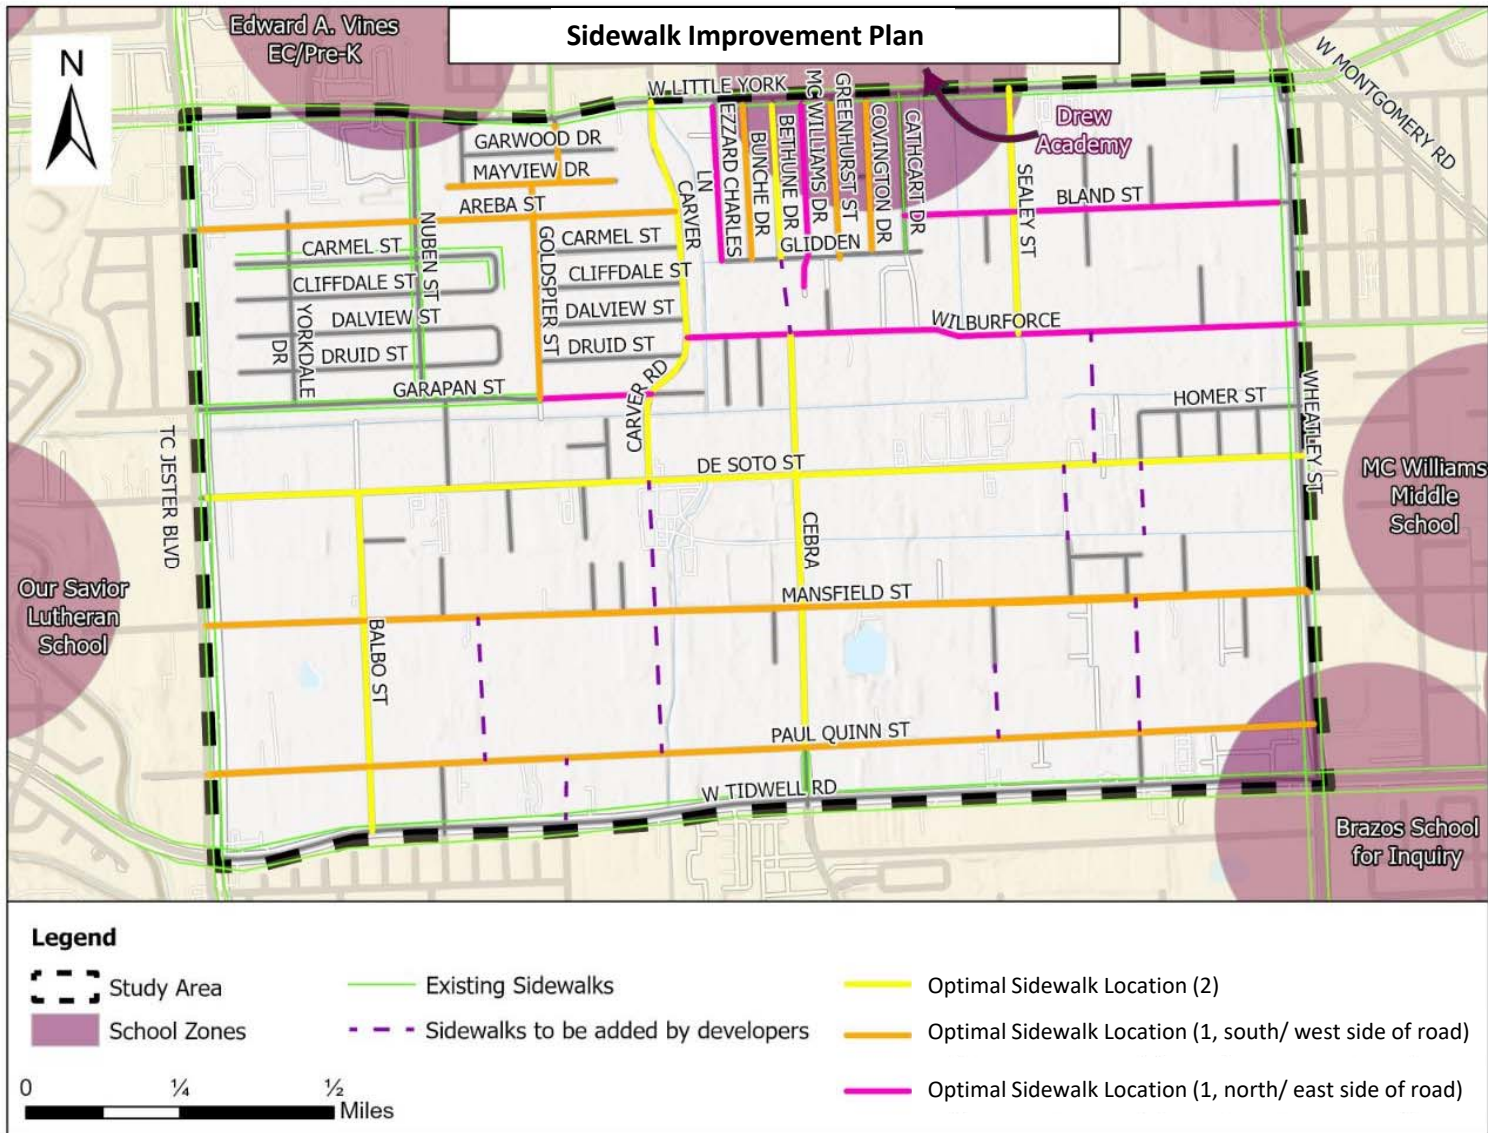 Sidewalk Improvement Plan
Edward A. Vines
EC/Pre-K
N
W LITTLE YORK
W MONTGOMERY RD
Drew
Academy
GARWOOD DR
MAYVIEW DR
AREBA ST
CARMEL ST
CLIFFDALE ST
DALVIEW ST
DRUID ST
GARAPAN ST
NUBEN ST
YORKDALE
DR
GOLDSPIER ST
CARMEL ST
CLIFFDALE ST
DALVIEW ST
DRUID ST
CARVER
LN
CARVER RD
EZZARD CHARLES
BUNCHE DR
BETHUNE DR
MC WILLIAMS DR
GREENHURST ST
COVINGTON DR
CATHCART DR
GLIDDEN
SEALEY ST
BLAND ST
WILBURFORCE
HOMER ST
WHEATLEY ST
TC JESTER BLVD
DE SOTO ST
CEBRA
MANSFIELD ST
BALBO ST
PAUL QUINN ST
W TIDWELL RD
MC Williams
Middle
School
Our Savior
Lutheran
School
Brazos School
for Inquiry
Legend
Study Area
School Zones
Existing Sidewalks
Sidewalks to be added by developers
Optimal Sidewalk Location (2)
Optimal Sidewalk Location (1, south/ west side of road)
Optimal Sidewalk Location (1, north/ east side of road)
0 ¼ ½
Miles